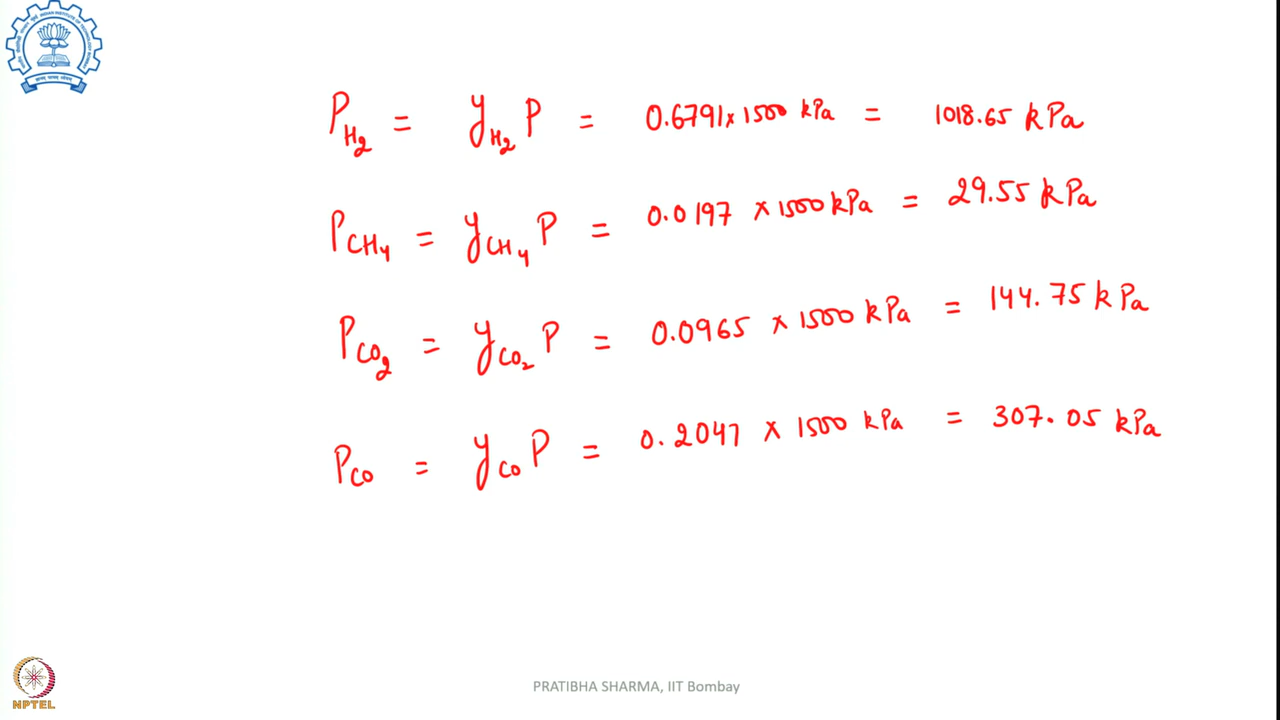 P_H2 = y_H2 P = 0.6791 x 1500 kPa = 1018.65 kPa
P_CH4 = y_CH4 P = 0.0197 x 1500 kPa = 29.55 kPa
P_CO2 = y_CO2 P = 0.0965 x 1500 kPa = 144.75 kPa
P_CO = y_CO P = 0.2047 x 1500 kPa = 307.05 kPa
NPTEL
PRATIBHA SHARMA, IIT Bombay